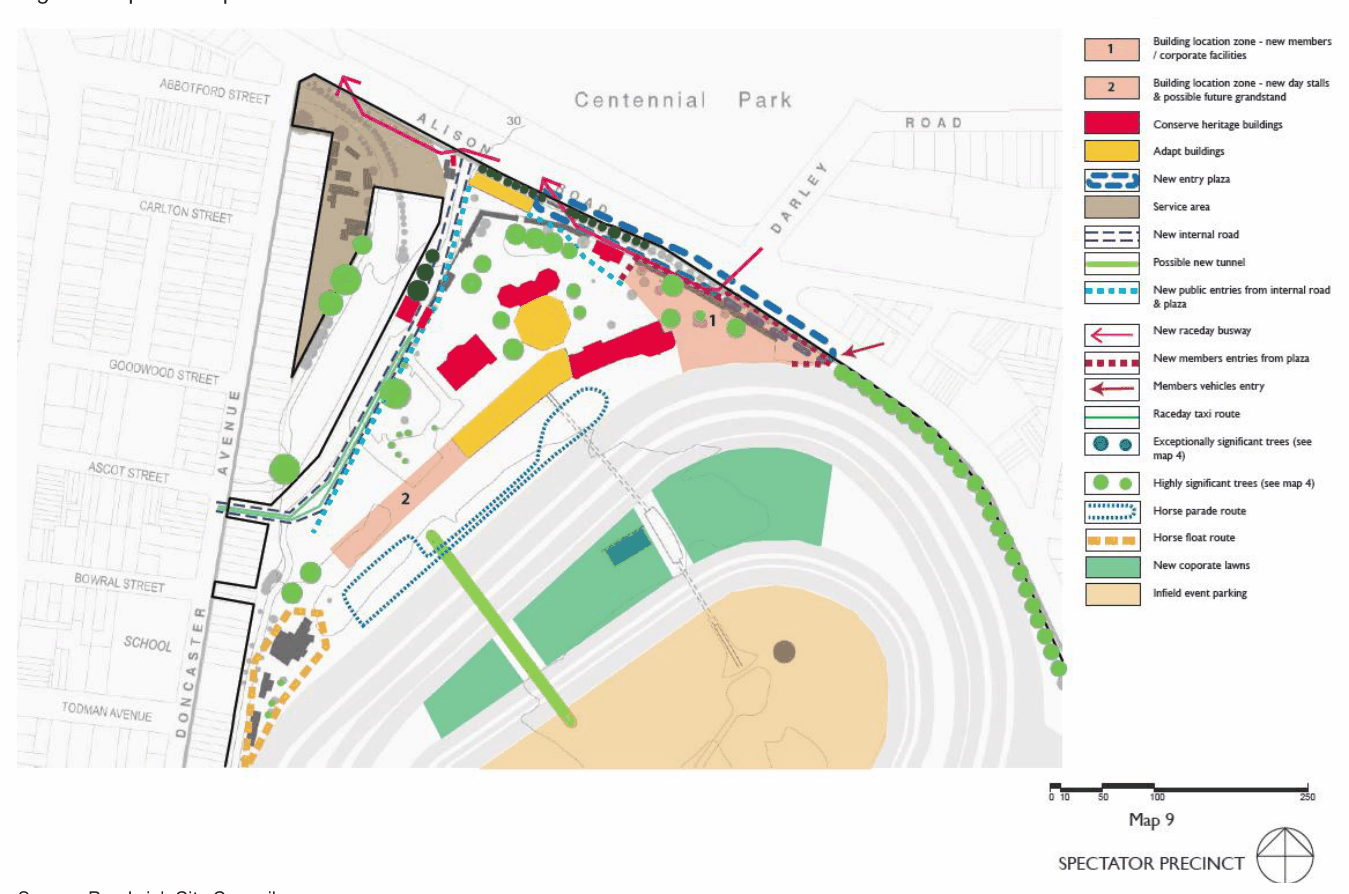 ABBOTFORD STREET
Centennial Park
ALISON
30
ROAD
ROAD
DARLEY
CARLTON STREET
1
GOODWOOD STREET
AVENUE
ASCOT STREET
2
BOWRAL STREET
SCHOOL
DONCASTER
TODMAN AVENUE
1
Building location zone - new members
/ corporate facilities
2
Building location zone - new day stalls
& possible future grandstand
Conserve heritage buildings
Adapt buildings
New entry plaza
Service area
New internal road
Possible new tunnel
New public entries from internal road
& plaza
New raceday busway
New members entries from plaza
Members vehicles entry
Raceday taxi route
Exceptionally significant trees (see
map 4)
Highly significant trees (see map 4)
Horse parade route
Horse float route
New coporate lawns
Infield event parking
0 10 50 100 250
Map 9
SPECTATOR PRECINCT